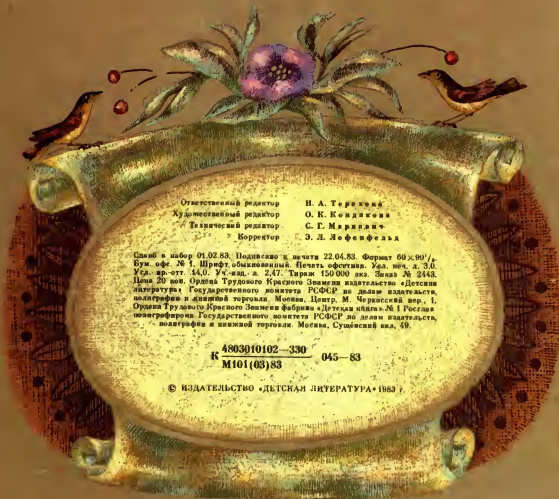 Ответственный редактор Н. А. Терехова
Художественный редактор О. К. Кондакова
Технический редактор С. Г. Маркович
Корректор Э. Л. Лофенфельд
Сдано в набор 01.02.83. Подписано к печати 22.04.83. Формат 60×90
Бум. офс. № 1. Шрифт обыкновенный. Печать офсетная. Усл. печ. л. 3,0.
Усл. кр.-отт. 14,0. Уч.-изд. л. 2,47. Тираж 150 000 экз. Заказ № 2443.
Цена 20 коп. Ордена Трудового Красного Знамени издательство «Детская
литература» Государственного комитета РСФСР по делам издательств,
полиграфии и книжной торговли. Москва, Центр, М. Черкасский пер., 1.
Ордена Трудового Красного Знамени фабрика «Детская книга» № 1 Росглав
полиграфпрома Государственного комитета РСФСР по делам издательств,
полиграфии и книжной торговли. Москва, Сущёвский вал, 49.
К 4803010102—330 045—83
М101(03)83
© ИЗДАТЕЛЬСТВО «ДЕТСКАЯ ЛИТЕРАТУРА» 1983 г.